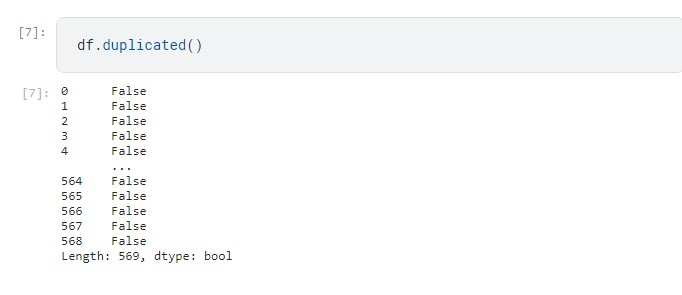 [7]:
df.duplicated()
[7]:
0 False
1 False
2 False
3 False
4 False
...
564 False
565 False
566 False
567 False
568 False
Length: 569, dtype: bool